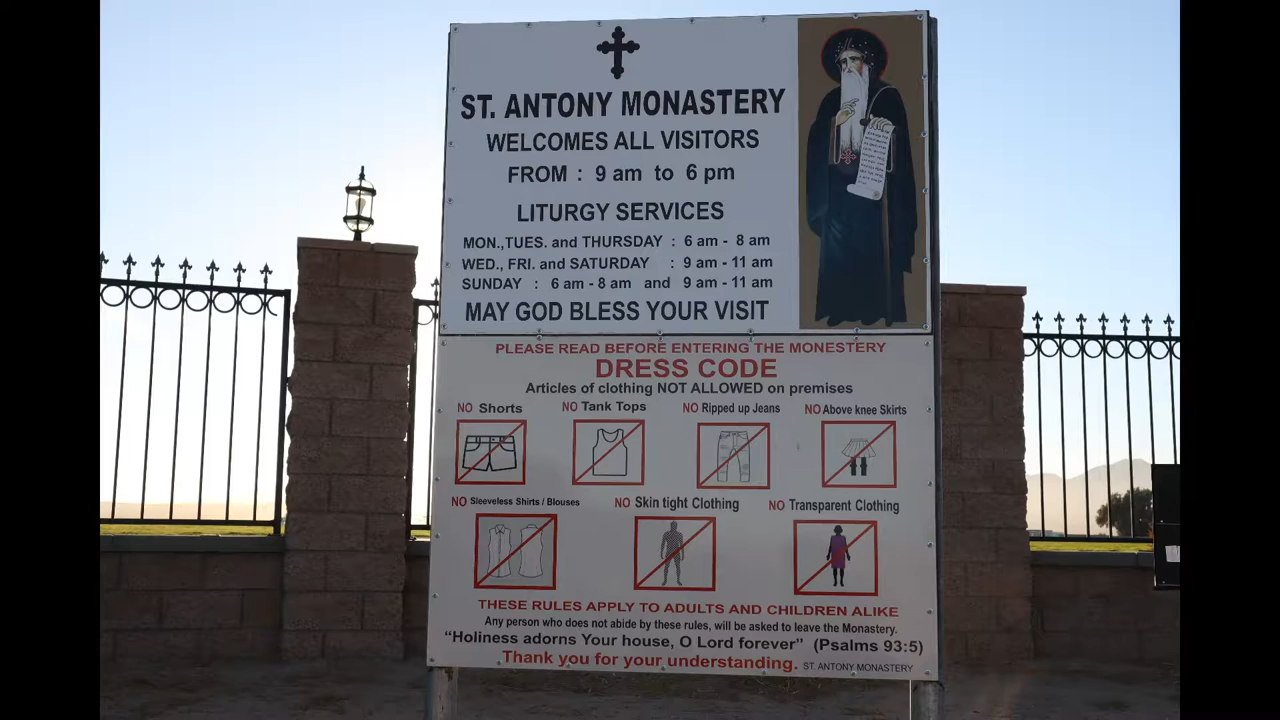 ST. ANTONY MONASTERY
WELCOMES ALL VISITORS
FROM : 9 am to 6 pm
LITURGY SERVICES
MON.,TUES. and THURSDAY : 6 am - 8 am
WED., FRI. and SATURDAY : 9 am - 11 am
SUNDAY : 6 am - 8 am and 9 am - 11 am
MAY GOD BLESS YOUR VISIT
PLEASE READ BEFORE ENTERING THE MONESTERY
DRESS CODE
Articles of clothing NOT ALLOWED on premises
NO Shorts NO Tank Tops NO Ripped up Jeans NO Above knee Skirts
NO Sleeveless Shirts / Blouses NO Skin tight Clothing NO Transparent Clothing
THESE RULES APPLY TO ADULTS AND CHILDREN ALIKE
Any person who does not abide by these rules, will be asked to leave the Monastery.
“Holiness adorns Your house, O Lord forever” (Psalms 93:5)
Thank you for your understanding. ST. ANTONY MONASTERY